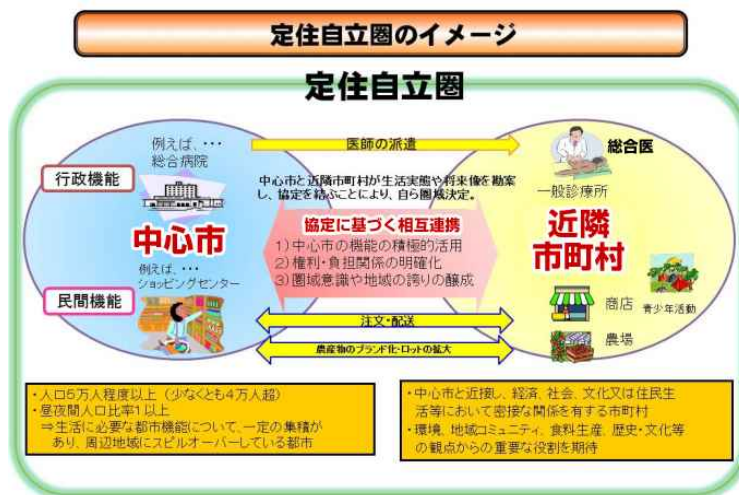 定住自立圏のイメージ
定住自立圏
例えば、・・・
総合病院
医師の派遣
総合医
行政機能
中心市と近隣市町村が生活実態や将来像を勘案
し、協定を結ぶことにより、自ら圏域決定。
一般診療所
中心市
協定に基づく相互連携
1)中心市の機能の積極的活用
2)権利・負担関係の明確化
3)圏域意識や地域の誇りの醸成
近隣
市町村
例えば、・・・
ショッピングセンター
民間機能
商店
青少年活動
注文・配送
農場
農産物のブランド化・ロットの拡大
・人口5万人程度以上 (少なくとも4万人超)
・昼夜間人口比率1以上
⇒生活に必要な都市機能について、一定の集積が
あり、周辺地域にスピルオーバーしている都市
・中心市と近接し、経済、社会、文化又は住民生
活等において密接な関係を有する市町村
・環境、地域コミュニティ、食料生産、歴史・文化等
の観点からの重要な役割を期待